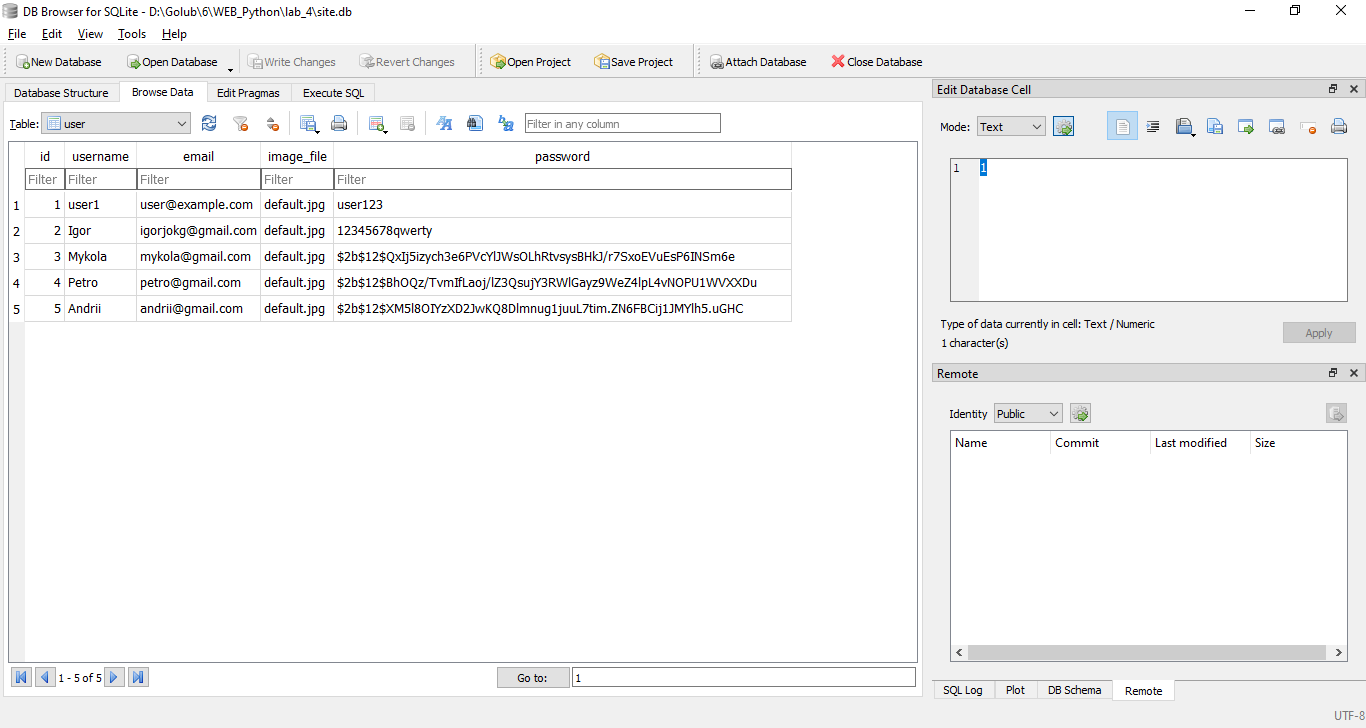 DB Browser for SQLite - D:\Golub\6\WEB_Python\lab_4\site.db
File Edit View Tools Help
New Database Open Database Write Changes Revert Changes Open Project Save Project Attach Database Close Database
Database Structure Browse Data Edit Pragmas Execute SQL
Table: user Filter in any column
id username email image_file password
Filter Filter Filter Filter Filter
1 1 user1 user@example.com default.jpg user123
2 2 Igor igorjokg@gmail.com default.jpg 12345678qwerty
3 3 Mykola mykola@gmail.com default.jpg $2b$12$QxIj5izych3e6PVcYlJWsOLhRtvsysBHkJ/r7SxoEVuEsP6INSm6e
4 4 Petro petro@gmail.com default.jpg $2b$12$BhOQz/TvmIfLaoj/lZ3QsujY3RWlGayz9WeZ4lpL4vNOPU1WVXXDu
5 5 Andrii andrii@gmail.com default.jpg $2b$12$XM5l8OIYzXD2JwKQ8Dlmnug1juuL7tim.ZN6FBCij1JMYlh5.uGHC
1 - 5 of 5 Go to: 1
Edit Database Cell
Mode: Text
1 1
Type of data currently in cell: Text / Numeric
1 character(s)
Apply
Remote
Identity Public
Name Commit Last modified Size
SQL Log Plot DB Schema Remote
UTF-8